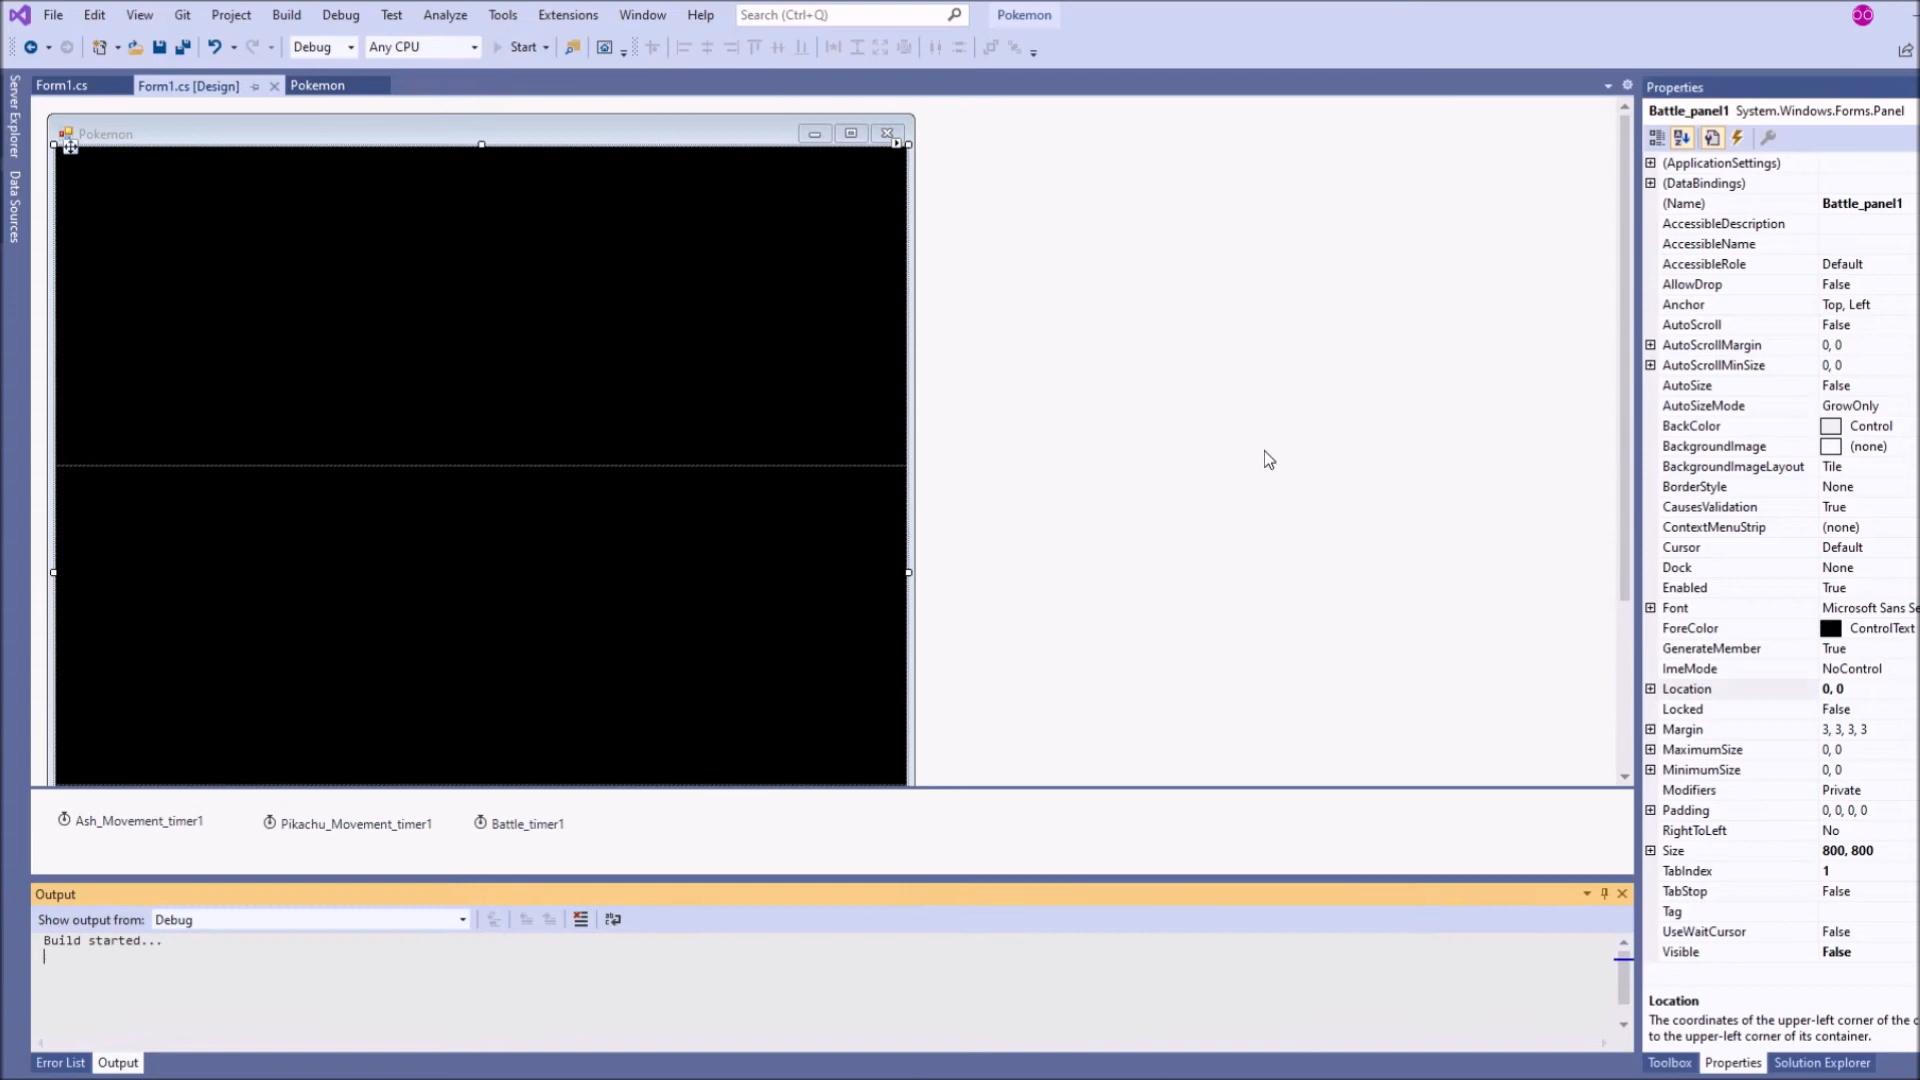 File Edit View Git Project Build Debug Test Analyze Tools Extensions Window Help Search (Ctrl+Q) Pokemon
Debug Any CPU Start
Server Explorer
Data Sources
Form1.cs Form1.cs [Design] Pokemon
Pokemon
Ash_Movement_timer1 Pikachu_Movement_timer1 Battle_timer1
Output
Show output from: Debug
Build started...
Error List Output
Properties
Battle_panel1 System.Windows.Forms.Panel
(ApplicationSettings)
(DataBindings)
(Name) Battle_panel1
AccessibleDescription
AccessibleName
AccessibleRole Default
AllowDrop False
Anchor Top, Left
AutoScroll False
AutoScrollMargin 0, 0
AutoScrollMinSize 0, 0
AutoSize False
AutoSizeMode GrowOnly
BackColor Control
BackgroundImage (none)
BackgroundImageLayout Tile
BorderStyle None
CausesValidation True
ContextMenuStrip (none)
Cursor Default
Dock None
Enabled True
Font Microsoft Sans Se
ForeColor ControlText
GenerateMember True
ImeMode NoControl
Location 0, 0
Locked False
Margin 3, 3, 3, 3
MaximumSize 0, 0
MinimumSize 0, 0
Modifiers Private
Padding 0, 0, 0, 0
RightToLeft No
Size 800, 800
TabIndex 1
TabStop False
Tag
UseWaitCursor False
Visible False
Location
The coordinates of the upper-left corner of the c
to the upper-left corner of its container.
Toolbox Properties Solution Explorer